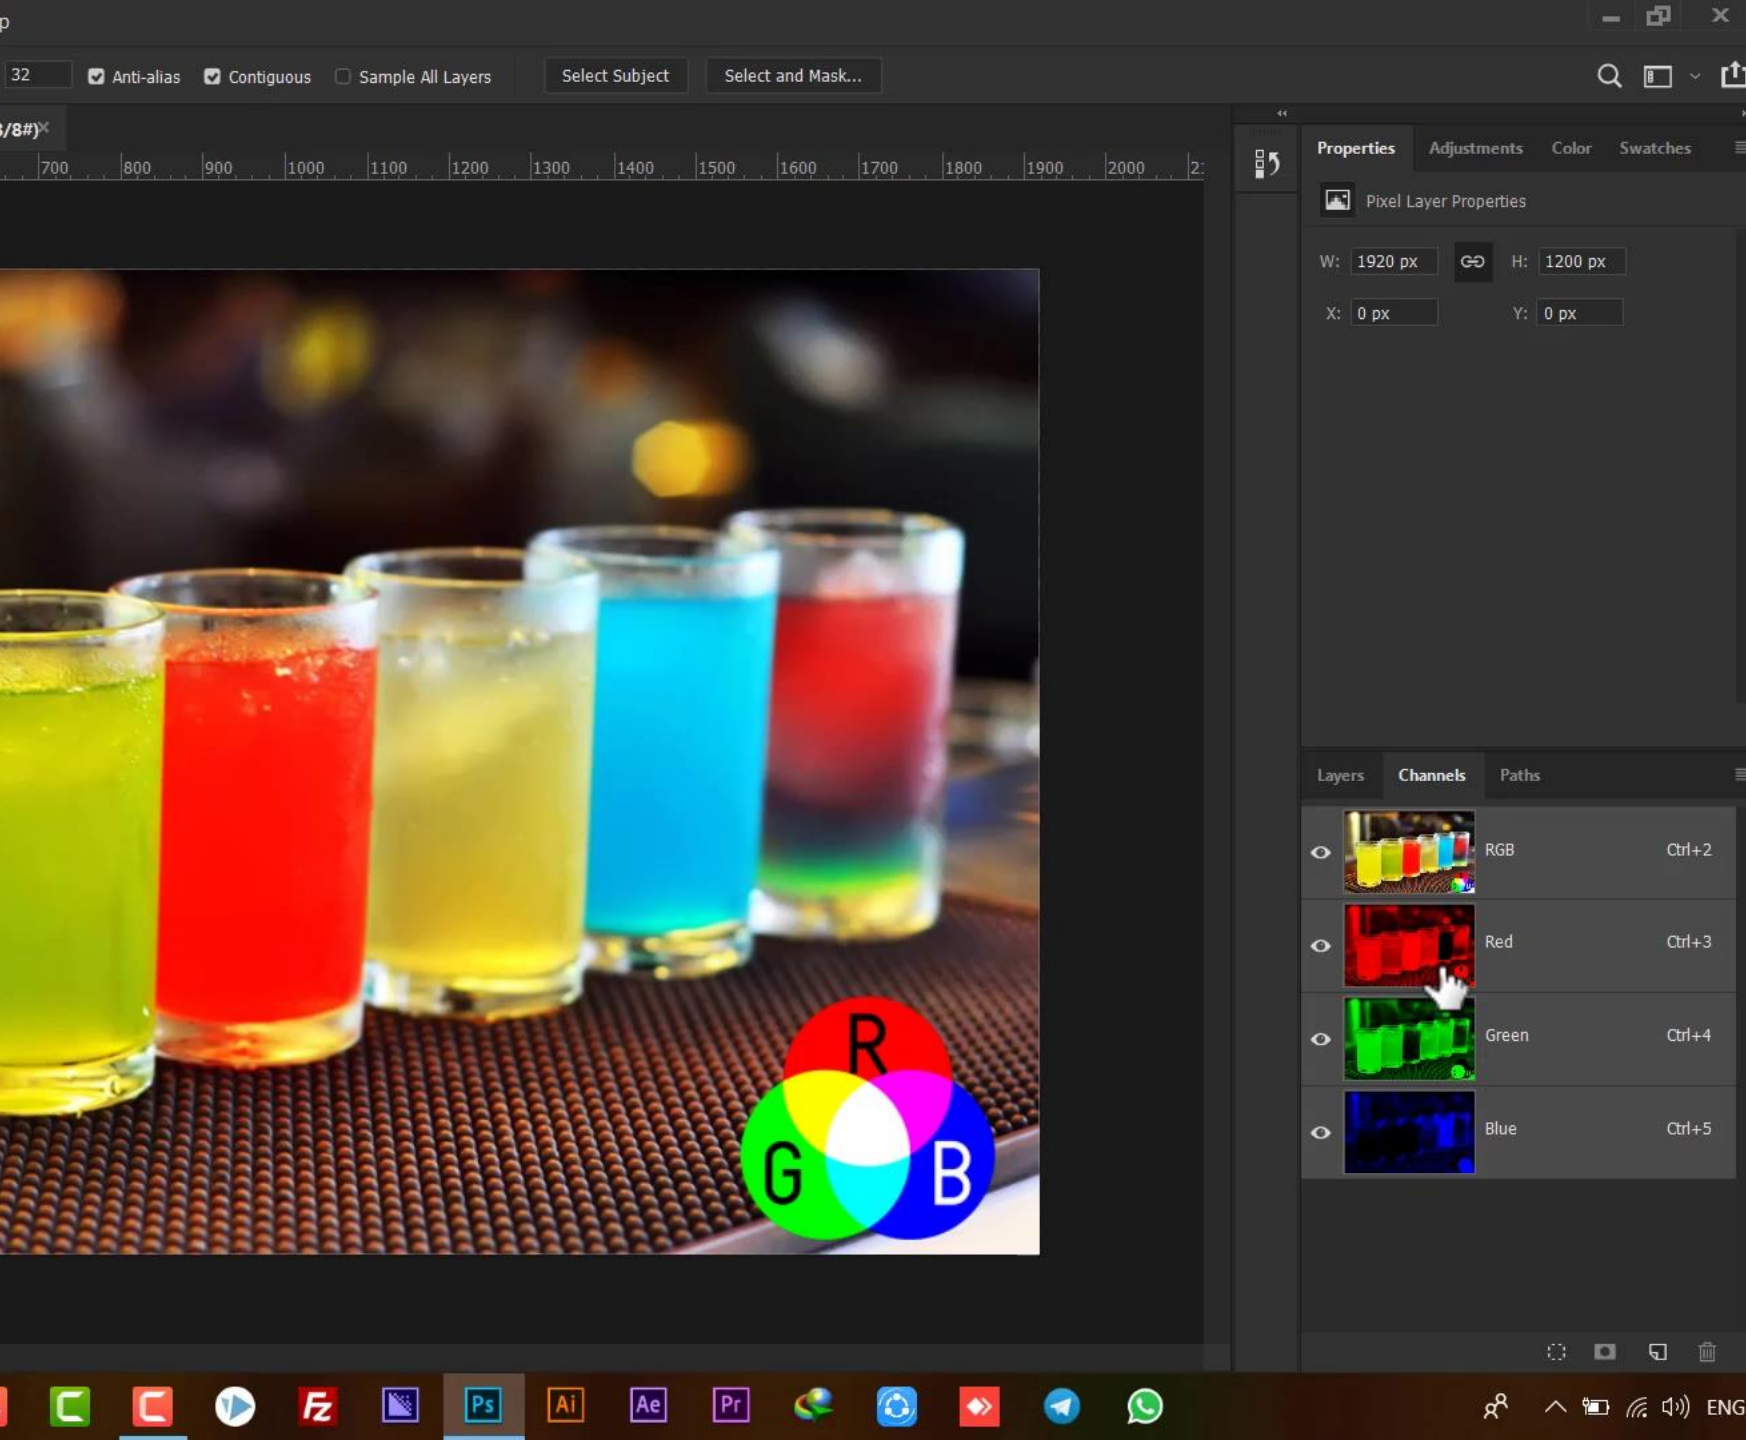 p
32 Anti-alias Contiguous Sample All Layers Select Subject Select and Mask...
3/8#)
700 800 900 1000 1100 1200 1300 1400 1500 1600 1700 1800 1900 2000
Properties Adjustments Color Swatches
Pixel Layer Properties
W: 1920 px H: 1200 px
X: 0 px Y: 0 px
Layers Channels Paths
RGB Ctrl+2
Red Ctrl+3
Green Ctrl+4
Blue Ctrl+5
R
G B
Fz Ps Ai Ae Pr ENG